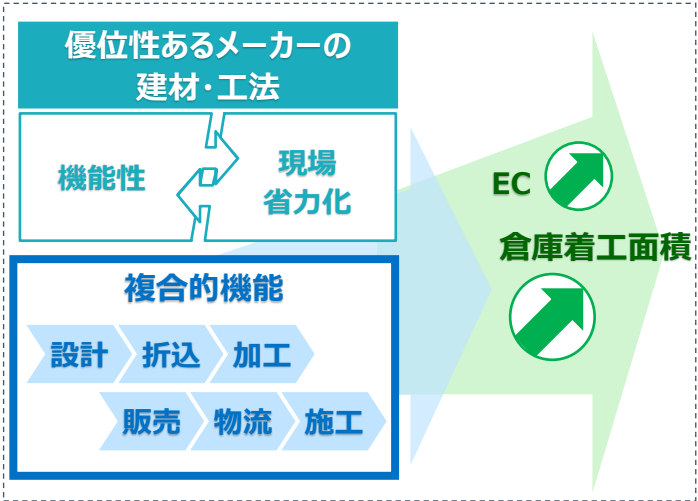 優位性あるメーカーの
建材・工法
機能性
現場
省力化
複合的機能
設計 折込 加工
販売 物流 施工
EC
倉庫着工面積